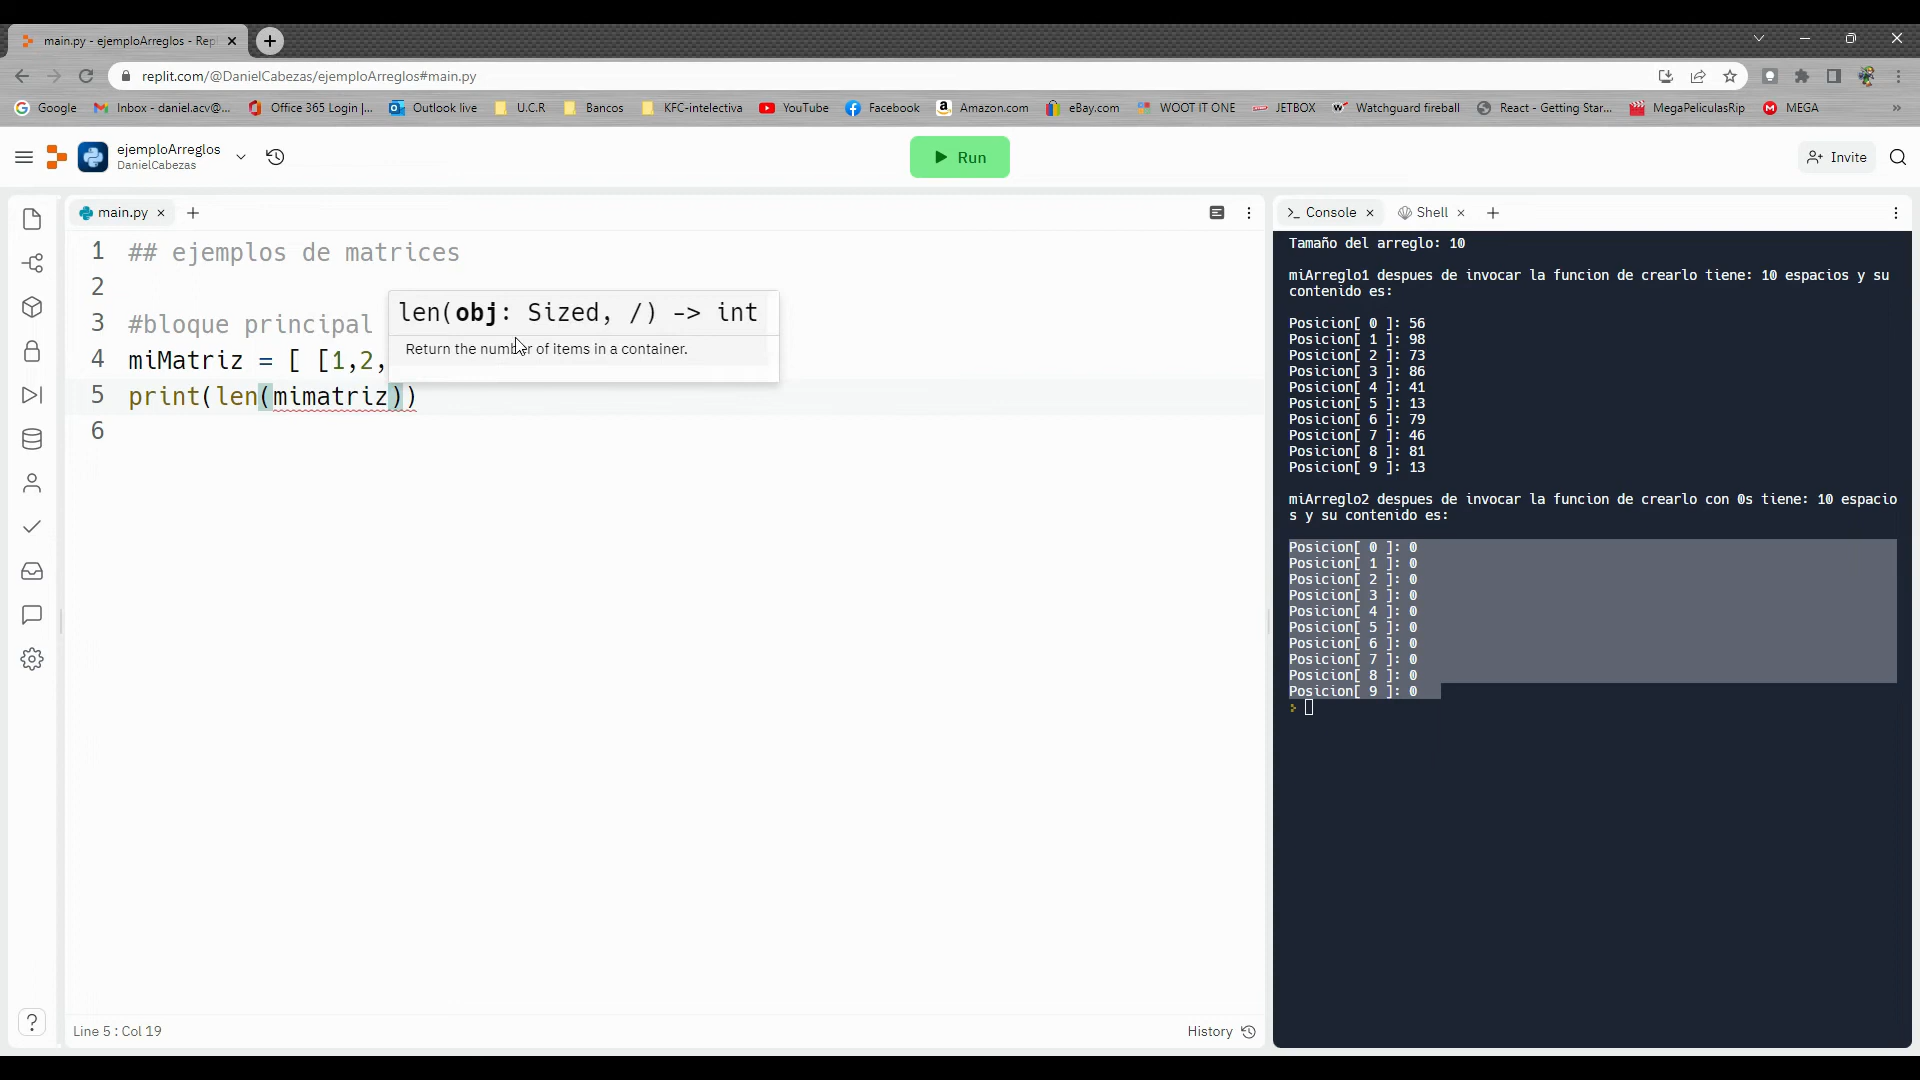 main.py - ejemploArreglos - Rep
replit.com/@DanielCabezas/ejemploArreglos#main.py
Google
Inbox - daniel.acv@...
Office 365 Login |...
Outlook live
U.C.R
Bancos
KFC-intelectiva
YouTube
Facebook
Amazon.com
eBay.com
WOOT IT ONE
JETBOX
Watchguard fireball
React - Getting Star...
MegaPeliculasRip
MEGA
»
ejemploArreglos
DanielCabezas
Run
Invite
main.py
1 ## ejemplos de matrices
2
len(obj: Sized, /) -> int
3 #bloque principal
Return the number of items in a container.
4 miMatriz = [ [1,2,
5 print(len(mimatriz))
6
?
Line 5 : Col 19
History
Console
Shell
Tamaño del arreglo: 10
miArreglo1 despues de invocar la funcion de crearlo tiene: 10 espacios y su
contenido es:
Posicion[ 0 ]: 56
Posicion[ 1 ]: 98
Posicion[ 2 ]: 73
Posicion[ 3 ]: 86
Posicion[ 4 ]: 41
Posicion[ 5 ]: 13
Posicion[ 6 ]: 79
Posicion[ 7 ]: 46
Posicion[ 8 ]: 81
Posicion[ 9 ]: 13
miArreglo2 despues de invocar la funcion de crearlo con 0s tiene: 10 espacio
s y su contenido es:
Posicion[ 0 ]: 0
Posicion[ 1 ]: 0
Posicion[ 2 ]: 0
Posicion[ 3 ]: 0
Posicion[ 4 ]: 0
Posicion[ 5 ]: 0
Posicion[ 6 ]: 0
Posicion[ 7 ]: 0
Posicion[ 8 ]: 0
Posicion[ 9 ]: 0